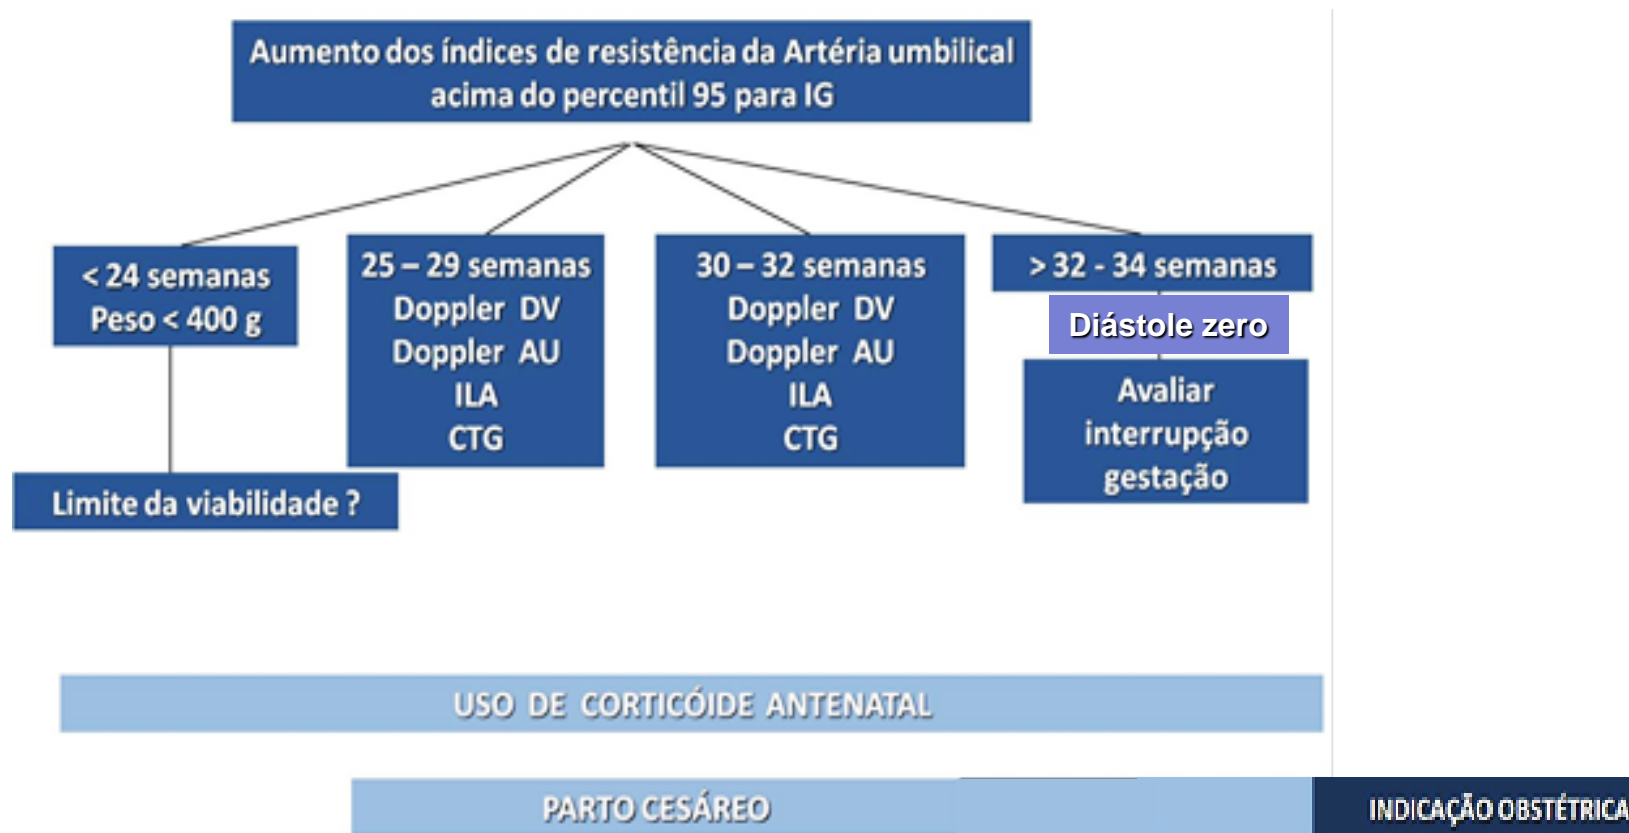 Aumento dos índices de resistência da Artéria umbilical
acima do percentil 95 para IG
< 24 semanas
Peso < 400 g
Limite da viabilidade ?
25 – 29 semanas
Doppler DV
Doppler AU
ILA
CTG
30 – 32 semanas
Doppler DV
Doppler AU
ILA
CTG
> 32 - 34 semanas
Diástole zero
Avaliar
interrupção
gestação
USO DE CORTICÓIDE ANTENATAL
PARTO CESÁREO
INDICAÇÃO OBSTÉTRICA